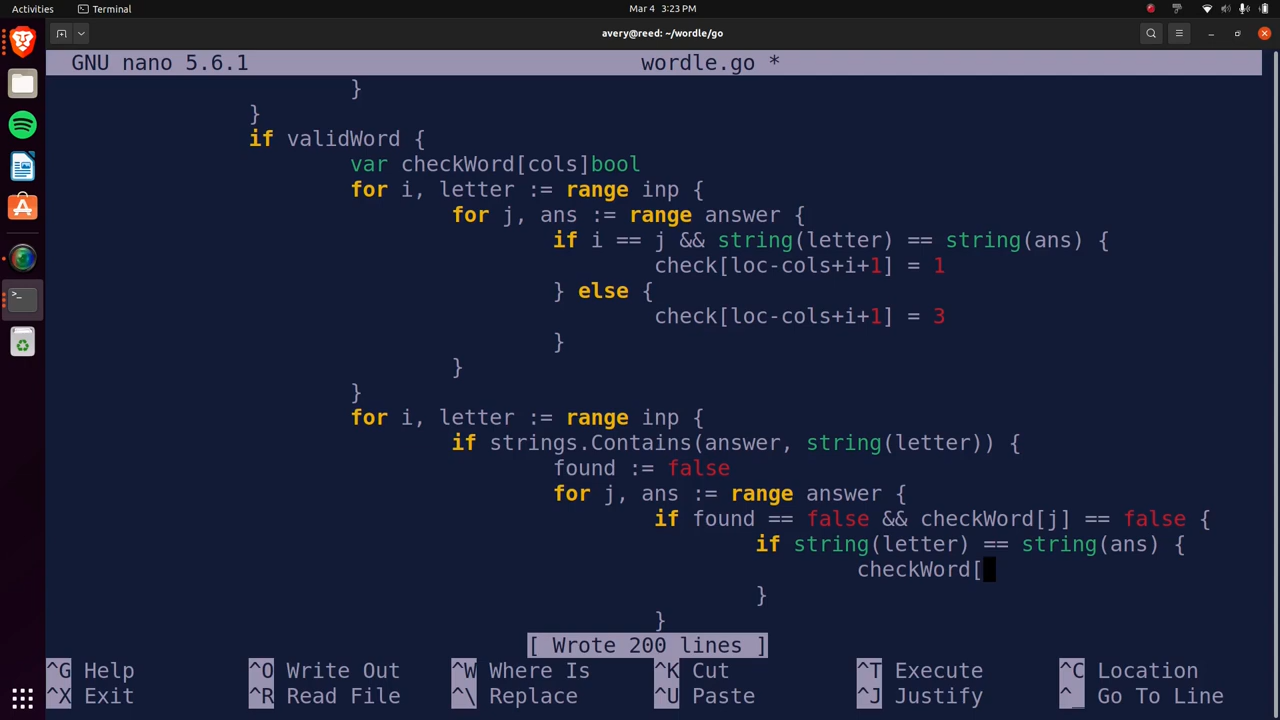 Activities Terminal Mar 4 3:23 PM
avery@reed: ~/wordle/go
GNU nano 5.6.1 wordle.go *
}
}
if validWord {
var checkWord[cols]bool
for i, letter := range inp {
for j, ans := range answer {
if i == j && string(letter) == string(ans) {
check[loc-cols+i+1] = 1
} else {
check[loc-cols+i+1] = 3
}
}
}
for i, letter := range inp {
if strings.Contains(answer, string(letter)) {
found := false
for j, ans := range answer {
if found == false && checkWord[j] == false {
if string(letter) == string(ans) {
checkWord[
}
}
[ Wrote 200 lines ]
^G Help ^O Write Out ^W Where Is ^K Cut ^T Execute ^C Location
^X Exit ^R Read File ^\ Replace ^U Paste ^J Justify ^_ Go To Line